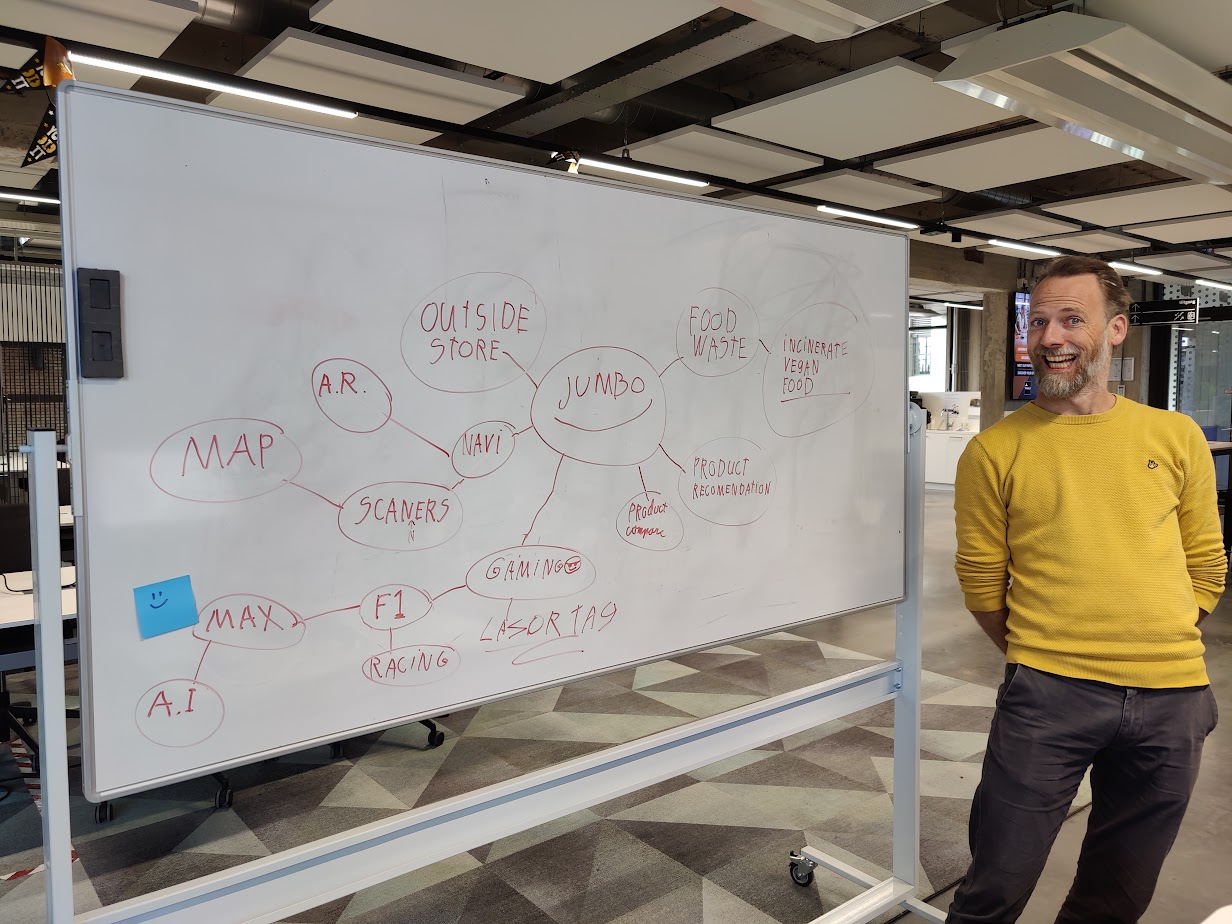 OUTSIDE
STORE
FOOD
WASTE
INCINERATE
VEGAN
FOOD
JUMBO
A.R.
NAVI
MAP
SCANERS
N
PRODUCT
RECOMENDATION
PRODUCT
compare
GAMING
LASOR TAG
F1
RACING
MAX
A.I